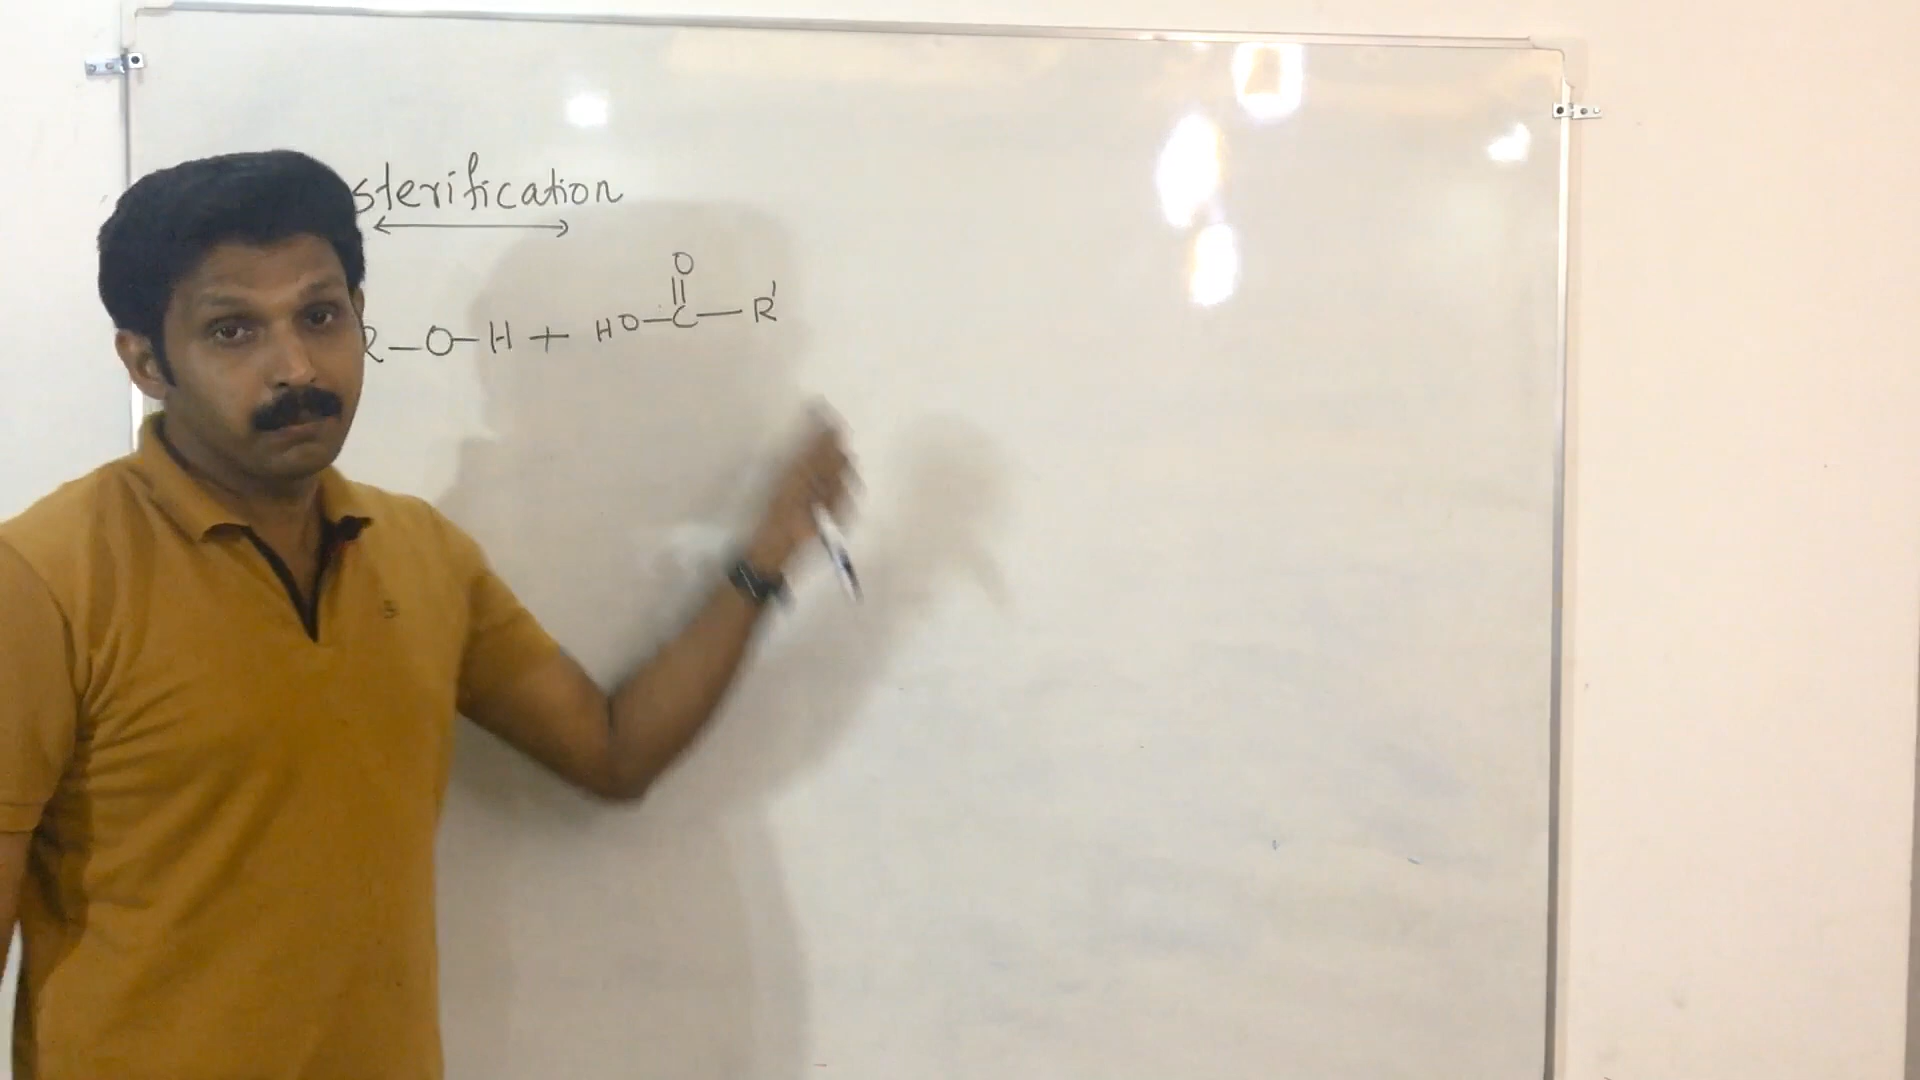 sterification
O
R-O-H + HO-C-R'